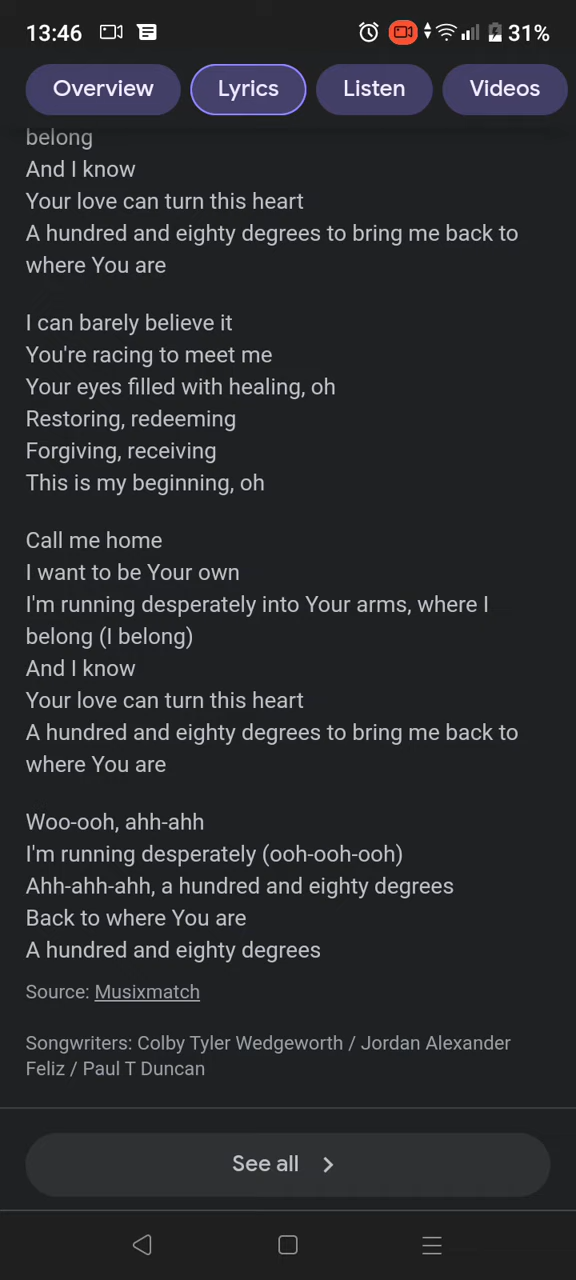 13:46
31%
Overview
Lyrics
Listen
Videos
belong
And I know
Your love can turn this heart
A hundred and eighty degrees to bring me back to
where You are
I can barely believe it
You're racing to meet me
Your eyes filled with healing, oh
Restoring, redeeming
Forgiving, receiving
This is my beginning, oh
Call me home
I want to be Your own
I'm running desperately into Your arms, where I
belong (I belong)
And I know
Your love can turn this heart
A hundred and eighty degrees to bring me back to
where You are
Woo-ooh, ahh-ahh
I'm running desperately (ooh-ooh-ooh)
Ahh-ahh-ahh, a hundred and eighty degrees
Back to where You are
A hundred and eighty degrees
Source: Musixmatch
Songwriters: Colby Tyler Wedgeworth / Jordan Alexander
Feliz / Paul T Duncan
See all